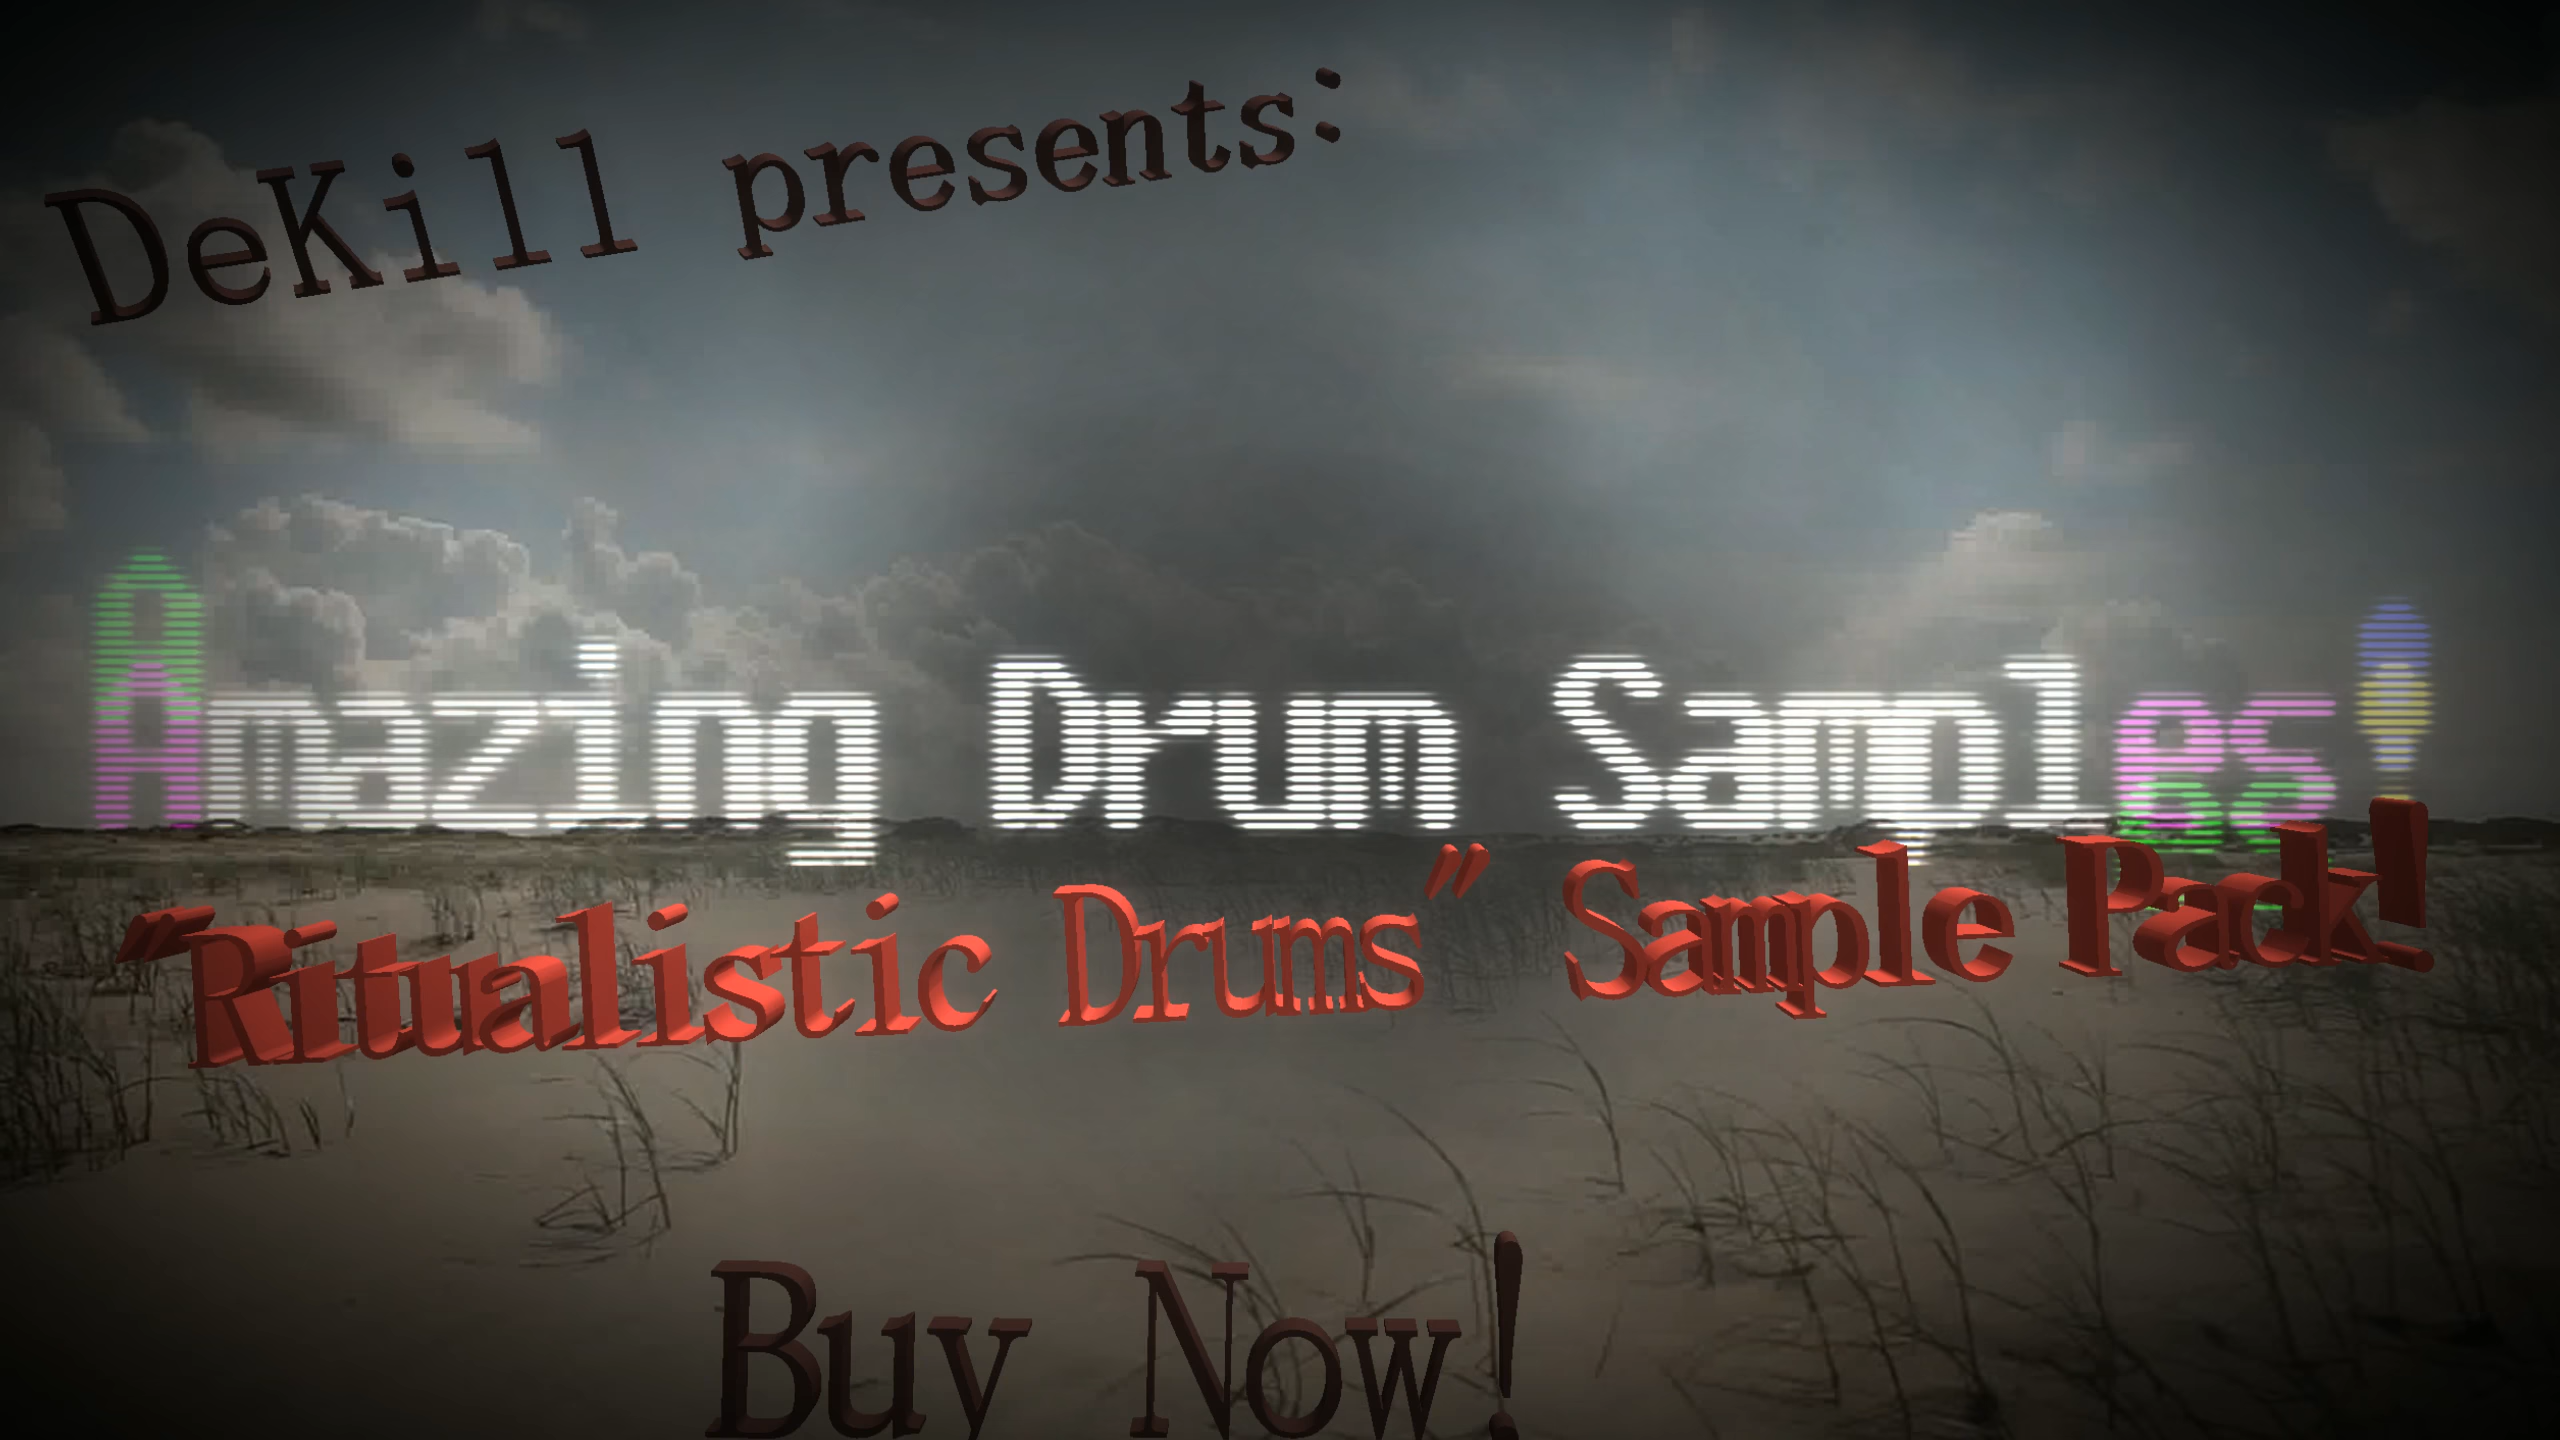 DeKill presents:
Amazing Drum Samples!
"Ritualistic Drums" Sample Pack!
Buy Now!